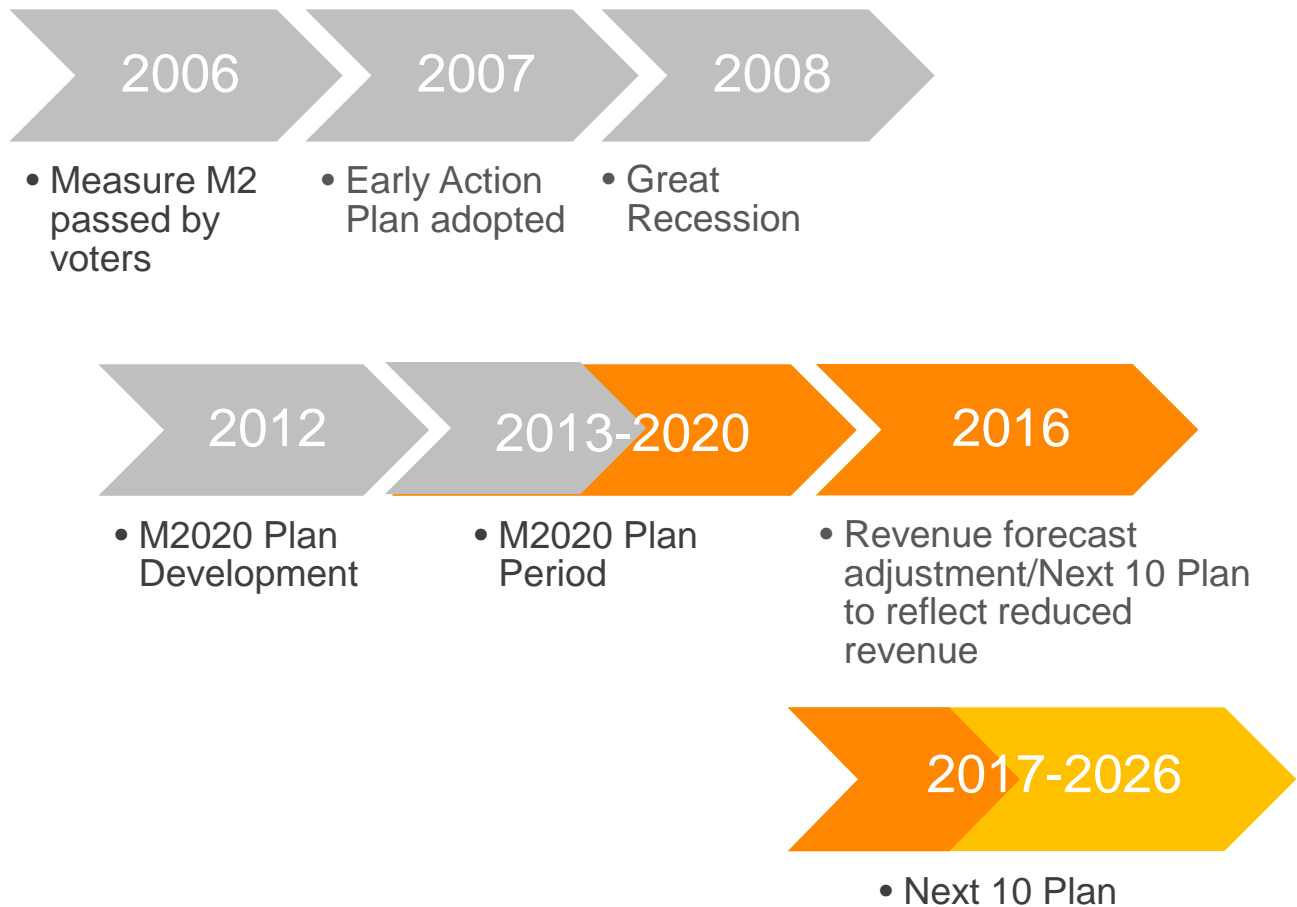 2006
2007
2008
• Measure M2
passed by
voters
• Early Action
Plan adopted
• Great
Recession
2012
2013-2020
2016
• M2020 Plan
Development
• M2020 Plan
Period
• Revenue forecast
adjustment/Next 10 Plan
to reflect reduced
revenue
2017-2026
• Next 10 Plan